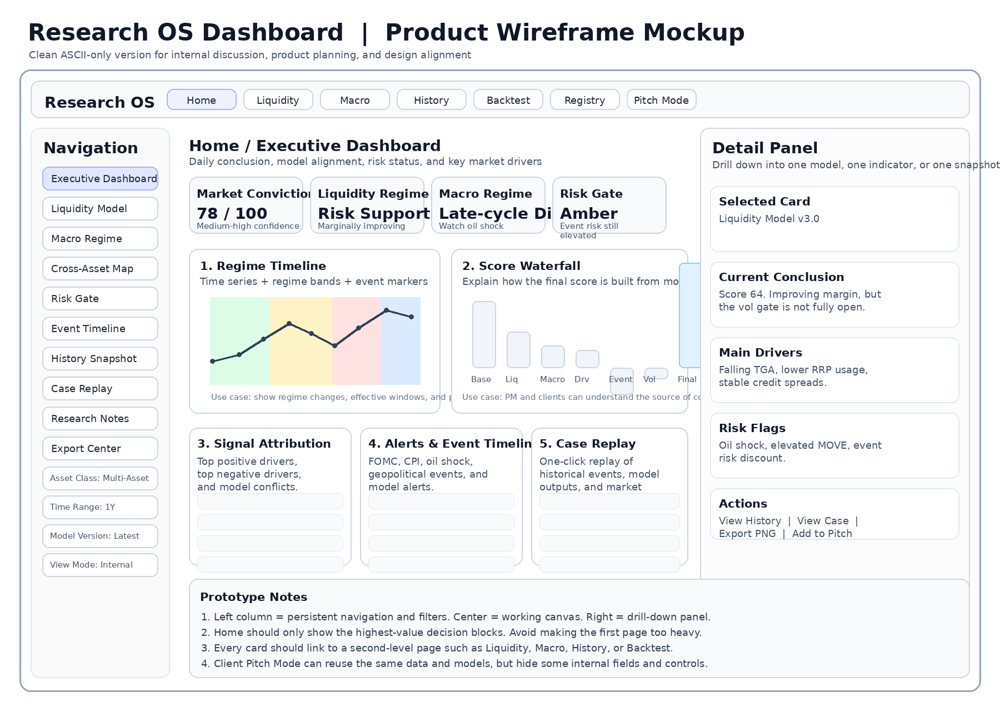 Research OS Dashboard | Product Wireframe Mockup
Clean ASCII-only version for internal discussion, product planning, and design alignment
Research OS
Home
Liquidity
Macro
History
Backtest
Registry
Pitch Mode
Navigation
Executive Dashboard
Liquidity Model
Macro Regime
Cross-Asset Map
Risk Gate
Event Timeline
History Snapshot
Case Replay
Research Notes
Export Center
Asset Class: Multi-Asset
Time Range: 1Y
Model Version: Latest
View Mode: Internal
Home / Executive Dashboard
Daily conclusion, model alignment, risk status, and key market drivers
Market Conviction
78 / 100
Medium-high confidence
Liquidity Regime
Risk Support
Marginally improving
Macro Regime
Late-cycle Di
Watch oil shock
Risk Gate
Amber
Event risk still
elevated
1. Regime Timeline
Time series + regime bands + event markers
Use case: show regime changes, effective windows, and p
2. Score Waterfall
Explain how the final score is built from mo
Base
Liq
Macro
Drv
Event
Vol
Final
Use case: PM and clients can understand the source of co
3. Signal Attribution
Top positive drivers,
top negative drivers,
and model conflicts.
4. Alerts & Event Timelin
FOMC, CPI, oil shock,
geopolitical events, and
model alerts.
5. Case Replay
One-click replay of
historical events, model
outputs, and market
Detail Panel
Drill down into one model, one indicator, or one snapshot
Selected Card
Liquidity Model v3.0
Current Conclusion
Score 64. Improving margin, but
the vol gate is not fully open.
Main Drivers
Falling TGA, lower RRP usage,
stable credit spreads.
Risk Flags
Oil shock, elevated MOVE, event
risk discount.
Actions
View History | View Case |
Export PNG | Add to Pitch
Prototype Notes
1. Left column = persistent navigation and filters. Center = working canvas. Right = drill-down panel.
2. Home should only show the highest-value decision blocks. Avoid making the first page too heavy.
3. Every card should link to a second-level page such as Liquidity, Macro, History, or Backtest.
4. Client Pitch Mode can reuse the same data and models, but hide some internal fields and controls.